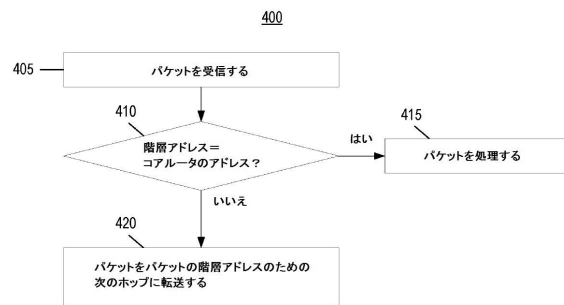 400
405
パケットを受信する
410
階層アドレス＝
コアルータのアドレス？
はい
415
パケットを処理する
いいえ
420
パケットをパケットの階層アドレスのための
次のホップに転送する